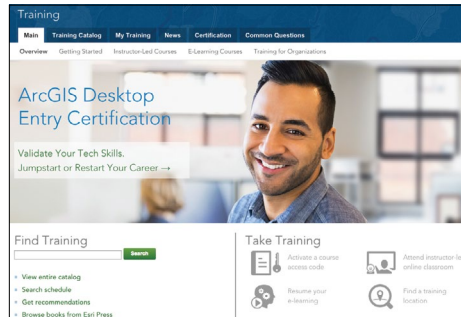 Training
Main Training Catalog My Training News Certification Common Questions
Overview Getting Started Instructor-Led Courses E-Learning Courses Training for Organizations
ArcGIS Desktop
Entry Certification
Validate Your Tech Skills.
Jumpstart or Restart Your Career →
Find Training
Search
View entire catalog
Search schedule
Get recommendations
Browse books from Esri Press
Take Training
Activate a course
access code
Attend instructor-le
online classroom
Resume your
e-learning
Find a training
location